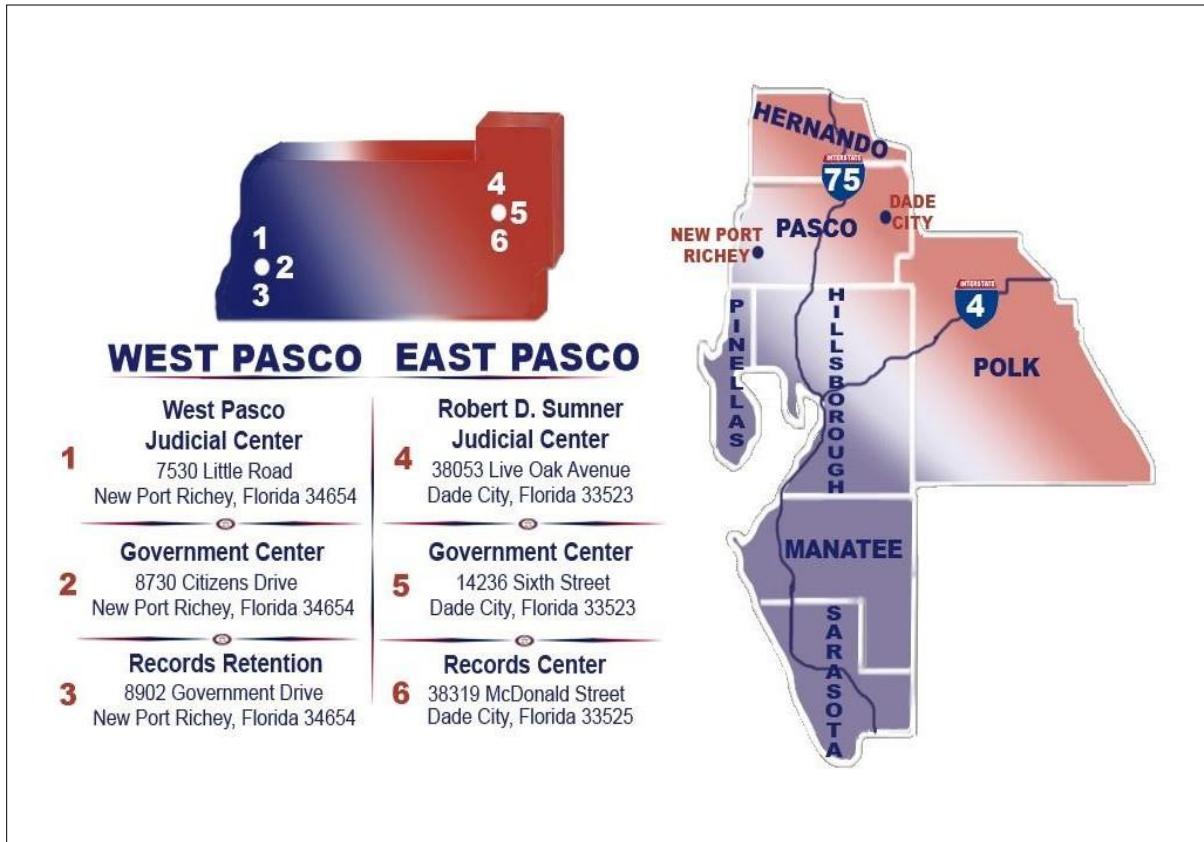 1
2
3
4
5
6
WEST PASCO
1
West Pasco
Judicial Center
7530 Little Road
New Port Richey, Florida 34654
2
Government Center
8730 Citizens Drive
New Port Richey, Florida 34654
3
Records Retention
8902 Government Drive
New Port Richey, Florida 34654
EAST PASCO
4
Robert D. Sumner
Judicial Center
38053 Live Oak Avenue
Dade City, Florida 33523
5
Government Center
14236 Sixth Street
Dade City, Florida 33523
6
Records Center
38319 McDonald Street
Dade City, Florida 33525
HERNANDO
INTERSTATE
75
DADE
CITY
PASCO
NEW PORT
RICHEY
INTERSTATE
4
PINELLAS
HILLSBOROUGH
POLK
MANATEE
SARASOTA